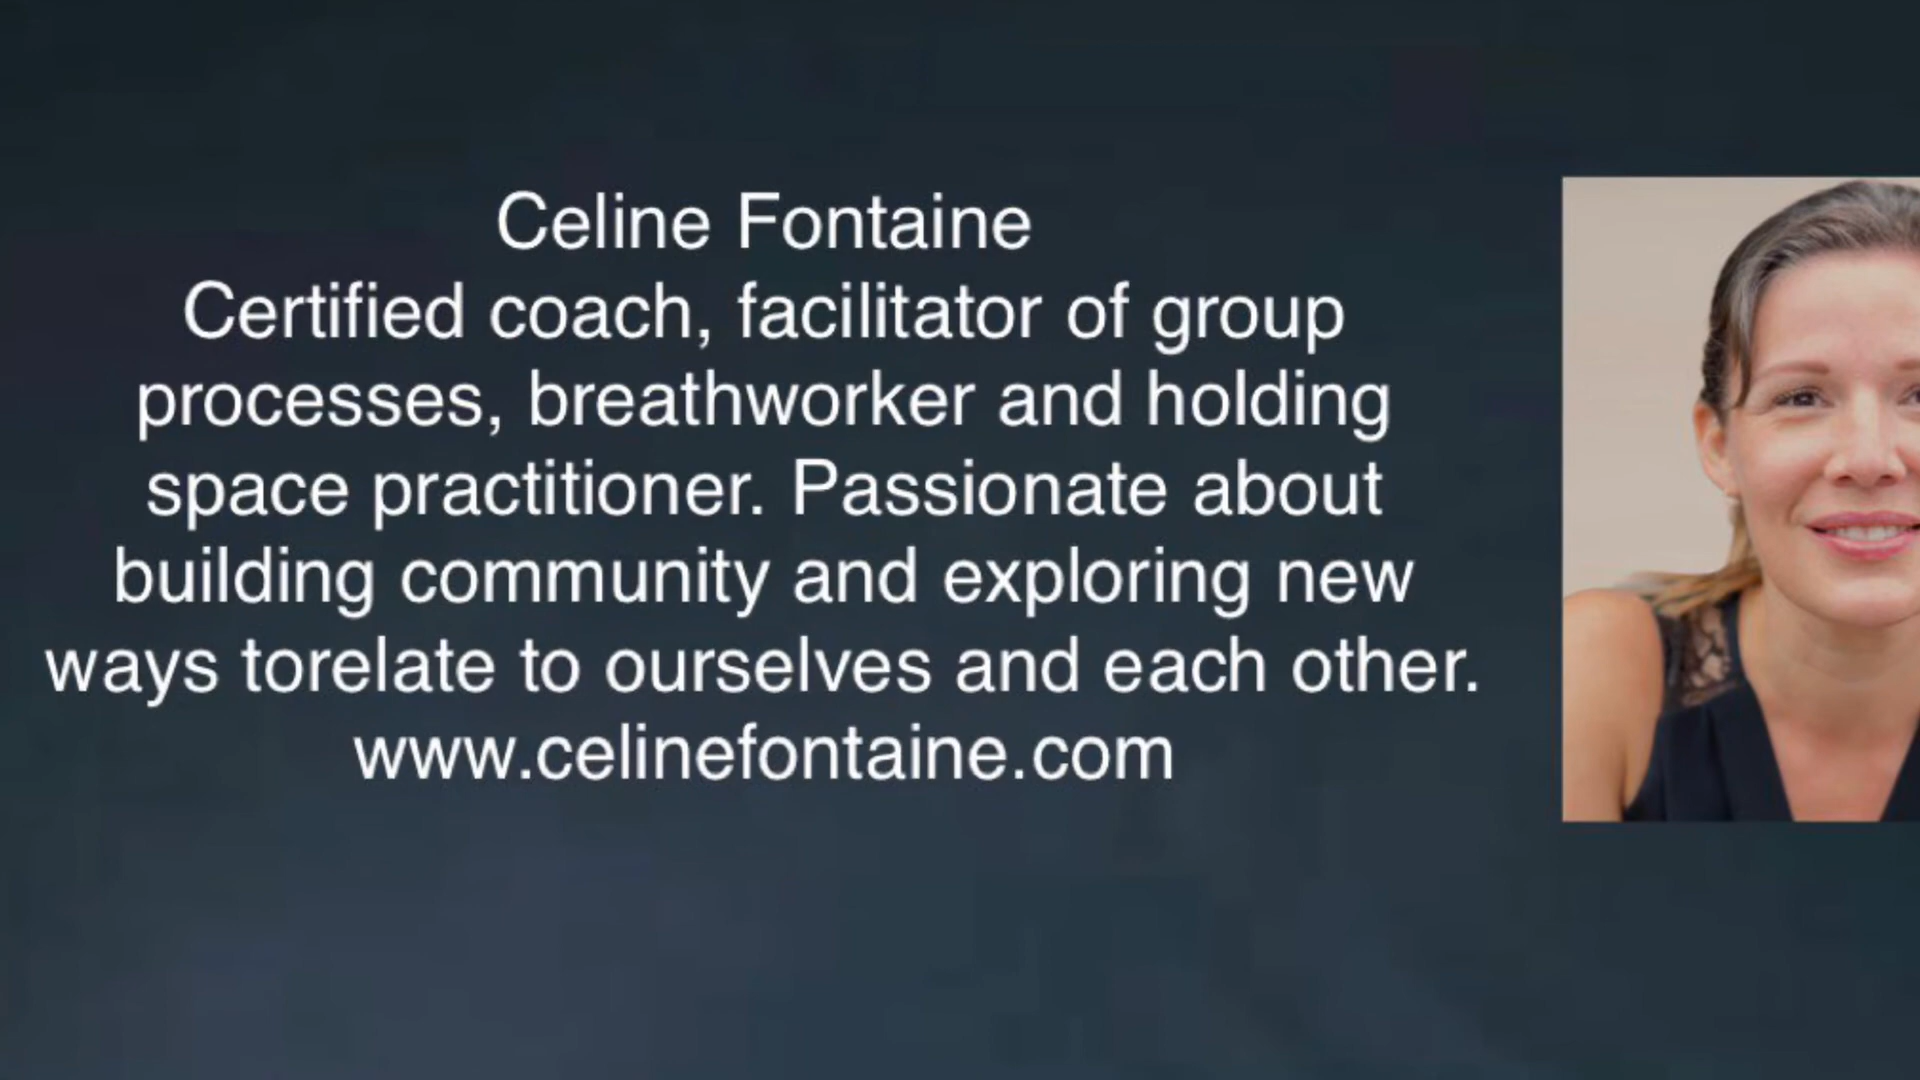 Celine Fontaine
Certified coach, facilitator of group
processes, breathworker and holding
space practitioner. Passionate about
building community and exploring new
ways torelate to ourselves and each other.
www.celinefontaine.com